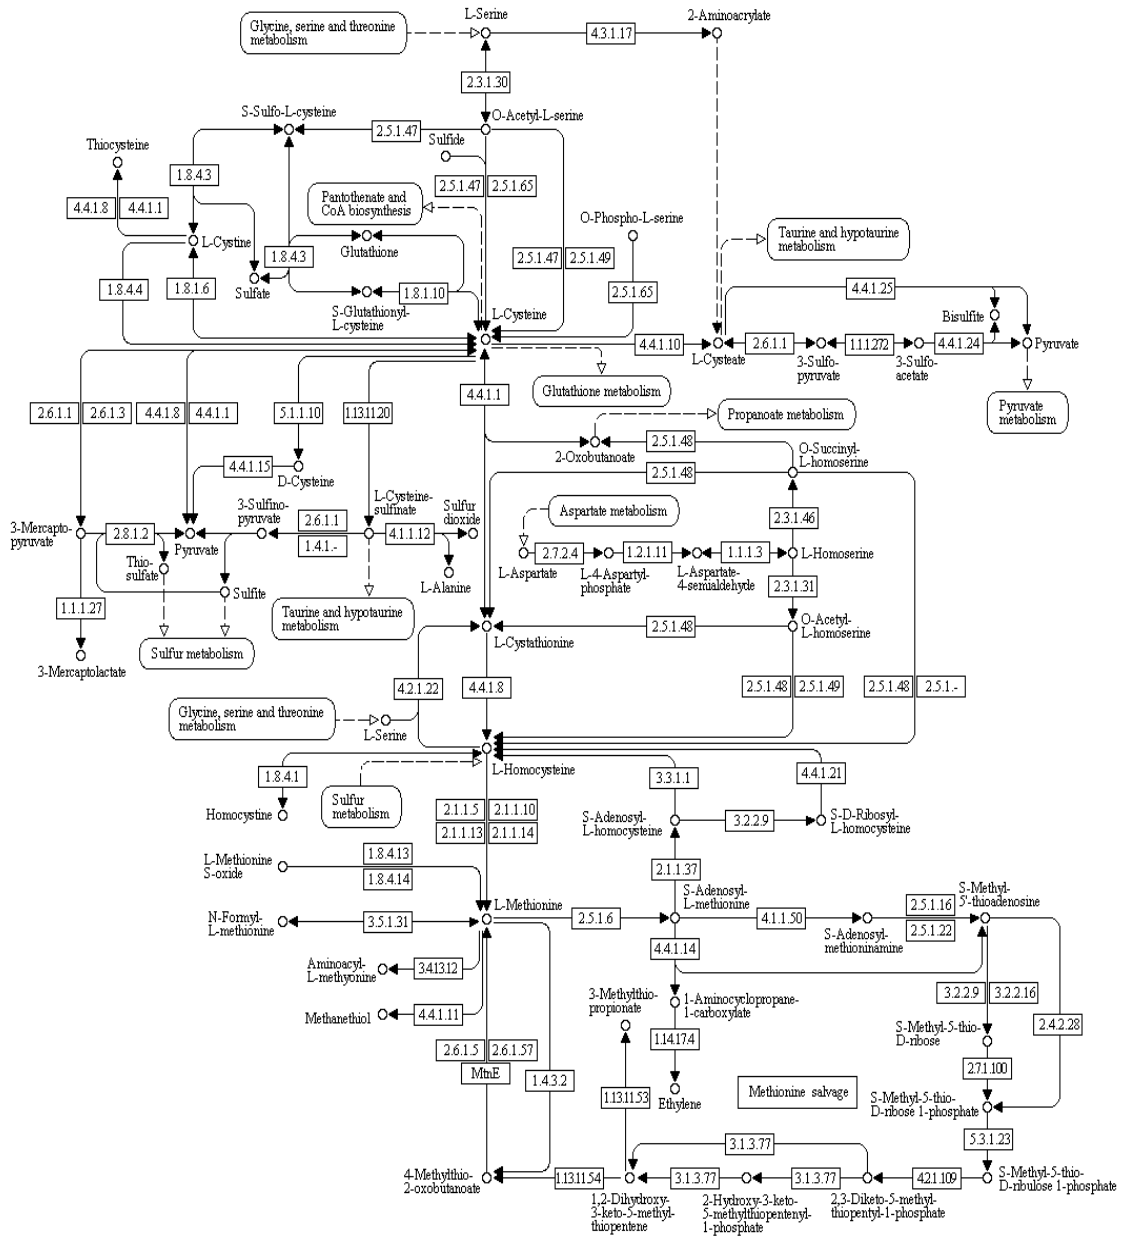 L-Serine
2-Aminoacrylate
Glycine, serine and threonine
metabolism
4.3.1.17
2.3.1.30
S-Sulfo-L-cysteine
O-Acetyl-L-serine
2.5.1.47
Sulfide
Thiocysteine
1.8.4.3
2.5.1.47 2.5.1.65
Pantothenate and
CoA biosynthesis
4.4.1.8 4.4.1.1
O-Phospho-L-serine
Taurine and hypotaurine
metabolism
L-Cystine
Glutathione
1.8.4.3
2.5.1.47 2.5.1.49
Sulfate
1.8.4.4
1.8.1.6
1.8.1.10
2.5.1.65
4.4.1.25
S-Glutathionyl-
L-cysteine
L-Cysteine
Bisulfite
4.4.1.10
L-Cysteate
2.6.1.1
3-Sulfo-
pyruvate
1.1.1.272
3-Sulfo-
acetate
4.4.1.24
Pyruvate
Glutathione metabolism
4.4.1.1
Pyruvate
metabolism
2.6.1.1 2.6.1.3
4.4.1.8 4.4.1.1
5.1.1.10
1.13.11.20
Propanoate metabolism
2.5.1.48
2-Oxobutanoate
O-Succinyl-
L-homoserine
2.5.1.48
4.4.1.15
D-Cysteine
3-Sulfino-
pyruvate
L-Cysteine-
sulfinate
Sulfur
dioxide
Aspartate metabolism
2.3.1.46
3-Mercapto-
pyruvate
2.8.1.2
Pyruvate
2.6.1.1
1.4.1.-
4.1.1.12
L-Aspartate
2.7.2.4
L-4-Aspartyl-
phosphate
1.2.1.11
L-Aspartate-
4-semialdehyde
1.1.1.3
L-Homoserine
Thio-
sulfate
Sulfite
L-Alanine
2.3.1.31
1.1.1.27
Taurine and hypotaurine
metabolism
Sulfur metabolism
3-Mercaptolactate
L-Cystathionine
2.5.1.48
O-Acetyl-
L-homoserine
4.2.1.22
4.4.1.8
2.5.1.48 2.5.1.49
2.5.1.48 2.5.1.-
Glycine, serine and threonine
metabolism
L-Serine
L-Homocysteine
1.8.4.1
Sulfur
metabolism
3.3.1.1
4.4.1.21
Homocystine
2.1.1.5 2.1.1.10
2.1.1.13 2.1.1.14
S-Adenosyl-
L-homocysteine
3.2.2.9
S-D-Ribosyl-
L-homocysteine
L-Methionine
S-oxide
1.8.4.13
1.8.4.14
2.1.1.37
N-Formyl-
L-methionine
3.5.1.31
L-Methionine
2.5.1.6
S-Adenosyl-
L-methionine
4.1.1.50
S-Adenosyl-
methioninamine
2.5.1.16
2.5.1.22
S-Methyl-
5'-thioadenosine
4.4.1.14
Aminoacyl-
L-methyonine
3.4.13.12
Methanethiol
4.4.1.11
3-Methylthio-
propionate
1-Aminocyclopropane-
1-carboxylate
3.2.2.9 3.2.2.16
2.4.2.28
S-Methyl-5-thio-
D-ribose
1.14.17.4
2.6.1.5 2.6.1.57
MtnE
1.4.3.2
1.13.11.53
Ethylene
Methionine salvage
2.7.1.100
S-Methyl-5-thio-
D-ribose 1-phosphate
5.3.1.23
3.1.3.77
4-Methylthio-
2-oxobutanoate
1.13.11.54
1,2-Dihydroxy-
3-keto-5-methyl-
thiopentene
3.1.3.77
2-Hydroxy-3-keto-
5-methylthiopentenyl-
1-phosphate
3.1.3.77
2,3-Diketo-5-methyl-
thiopentyl-1-phosphate
4.2.1.109
S-Methyl-5-thio-
D-ribulose 1-phosphate